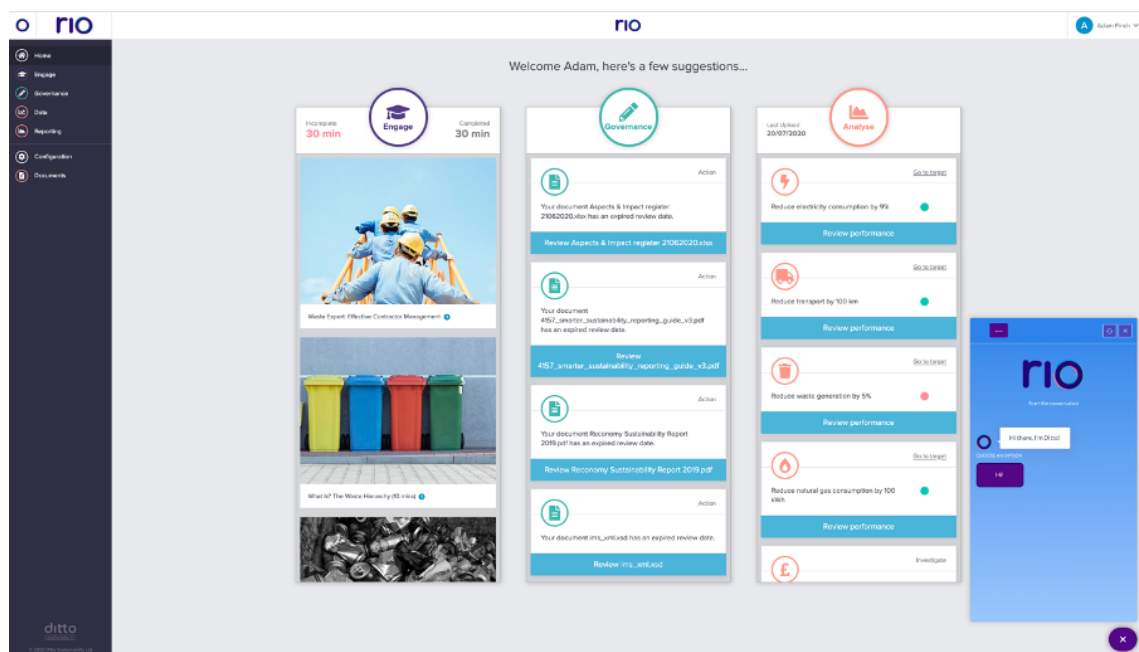 rio
rio
A Adam Finch
Home
Engage
Governance
Data
Reporting
Configuration
Documents
ditto
Welcome Adam, here's a few suggestions...
Incomplete
30 min
Engage
Completed
30 min
Waste Expert: Effective Contractor Management
What Is? The Waste Hierarchy (10 mins)
Governance
Action
Your document Aspects & Impact register
21062020.xlsx has an expired review date.
Review Aspects & Impact register 21062020.xlsx
Action
Your document
4157_smarter_sustainability_reporting_guide_v3.pdf
has an expired review date.
Review
4157_smarter_sustainability_reporting_guide_v3.pdf
Action
Your document Reconomy Sustainability Report
2019.pdf has an expired review date.
Review Reconomy Sustainability Report 2019.pdf
Action
Your document ims_xml.xsd has an expired review date.
Review ims_xml.xsd
Last Upload
20/07/2020
Analyse
Go to target
Reduce electricity consumption by 9%
Review performance
Go to target
Reduce transport by 100 km
Review performance
Go to target
Reduce waste generation by 5%
Review performance
Go to target
Reduce natural gas consumption by 100
kWh
Review performance
Investigate
£
rio
Start the conversation
Hi there, I'm Ditto!
CHOOSE AN OPTION
Hi!